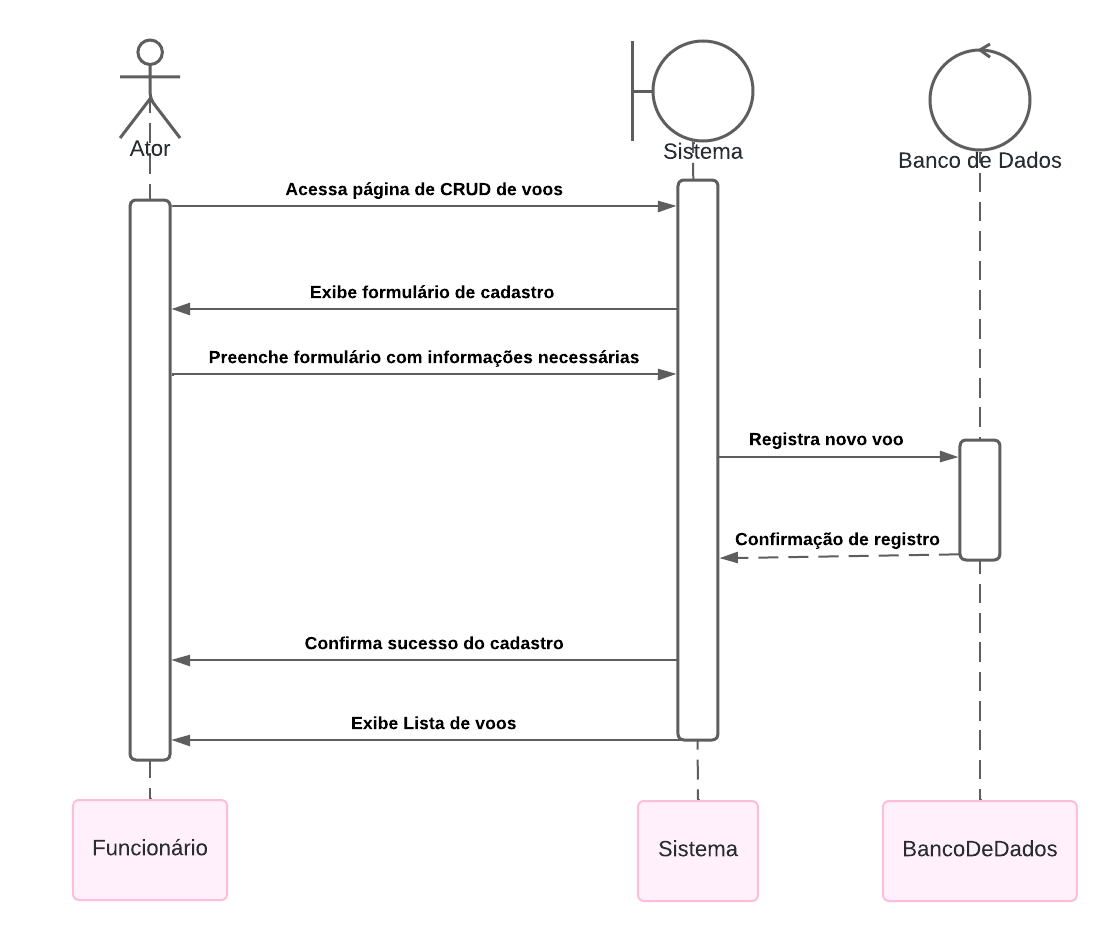 Ator
Sistema
Banco de Dados
Acessa página de CRUD de voos
Exibe formulário de cadastro
Preenche formulário com informações necessárias
Registra novo voo
Confirmação de registro
Confirma sucesso do cadastro
Exibe Lista de voos
Funcionário
Sistema
BancoDeDados